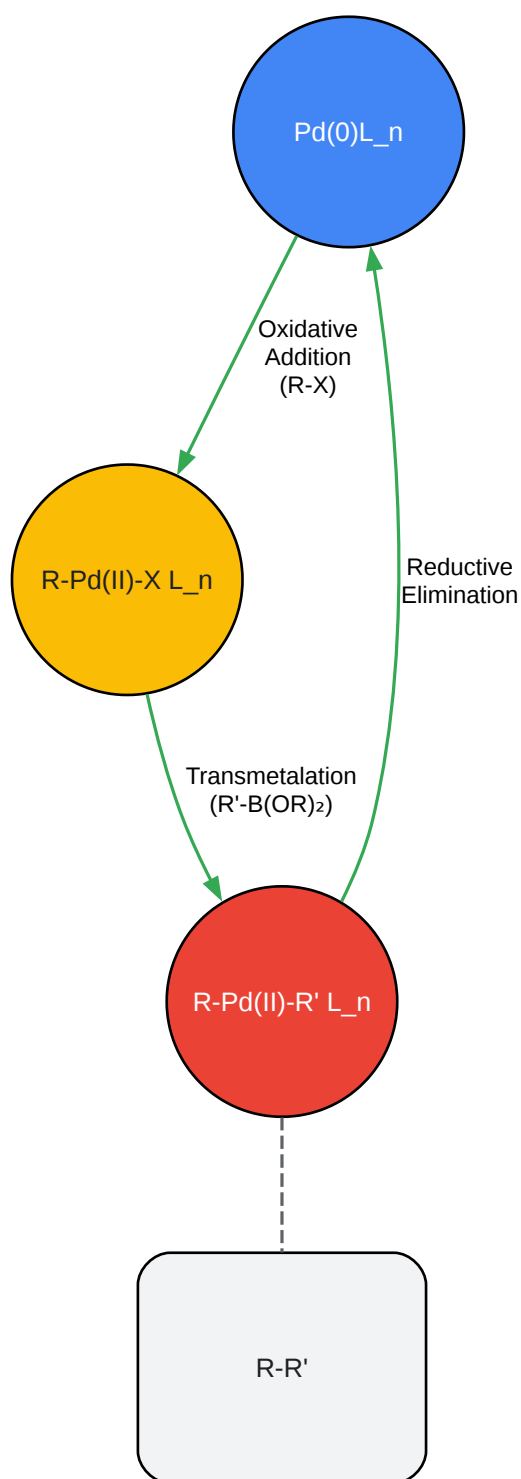 Pd(0)L_n
Oxidative
Addition
(R-X)
R-Pd(II)-X L_n
Reductive
Elimination
Transmetalation
(R'-B(OR)₂)
R-Pd(II)-R' L_n
R-R'